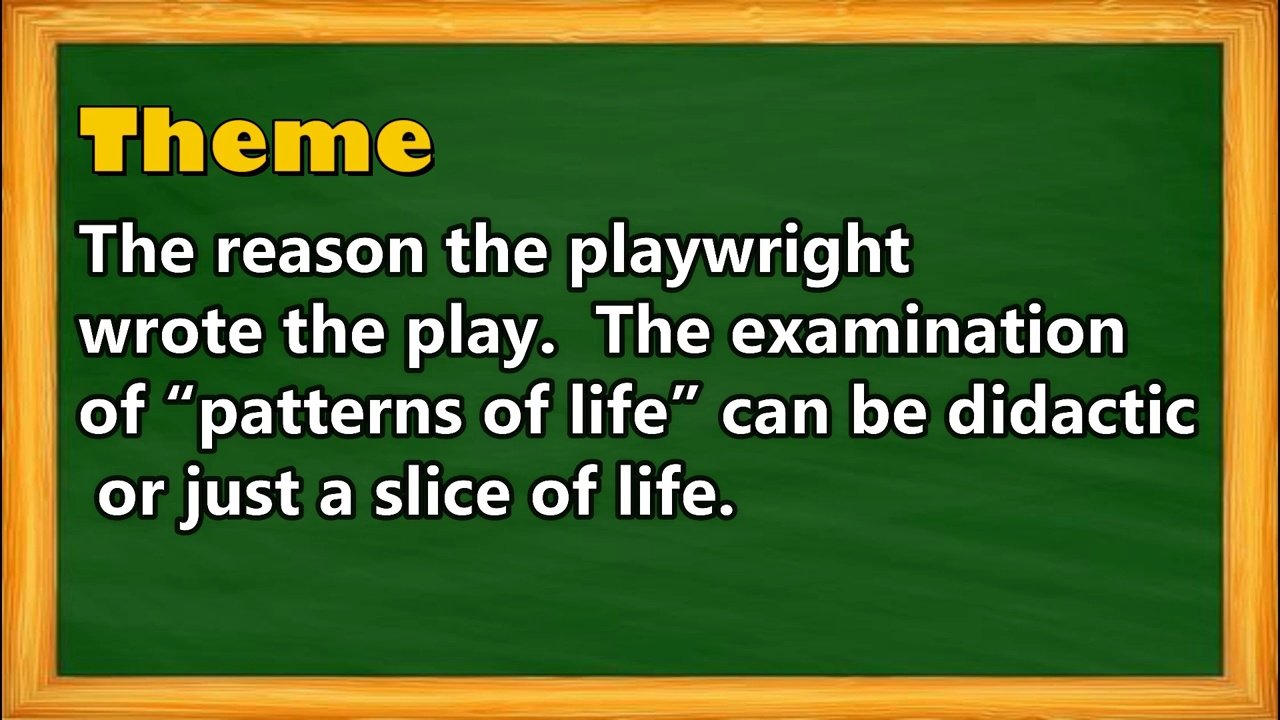 Theme
The reason the playwright
wrote the play.  The examination
of “patterns of life” can be didactic
or just a slice of life.